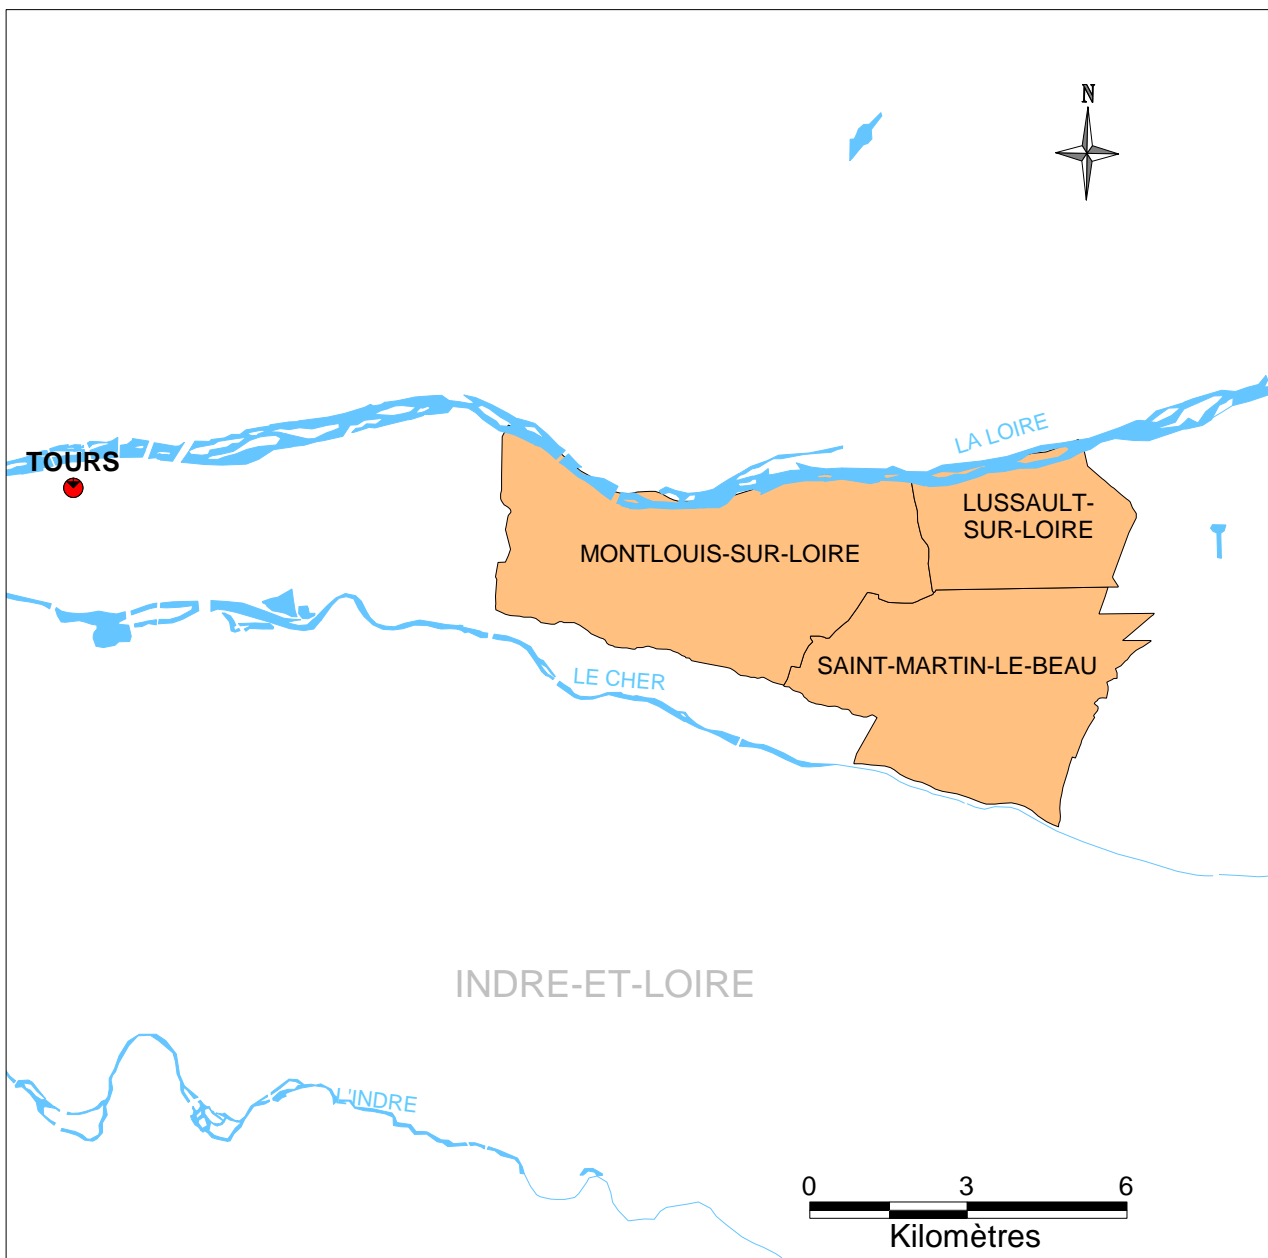 N
LA LOIRE
TOURS
LUSSAULT-
SUR-LOIRE
MONTLOUIS-SUR-LOIRE
SAINT-MARTIN-LE-BEAU
LE CHER
INDRE-ET-LOIRE
L'INDRE
0 3 6
Kilomètres